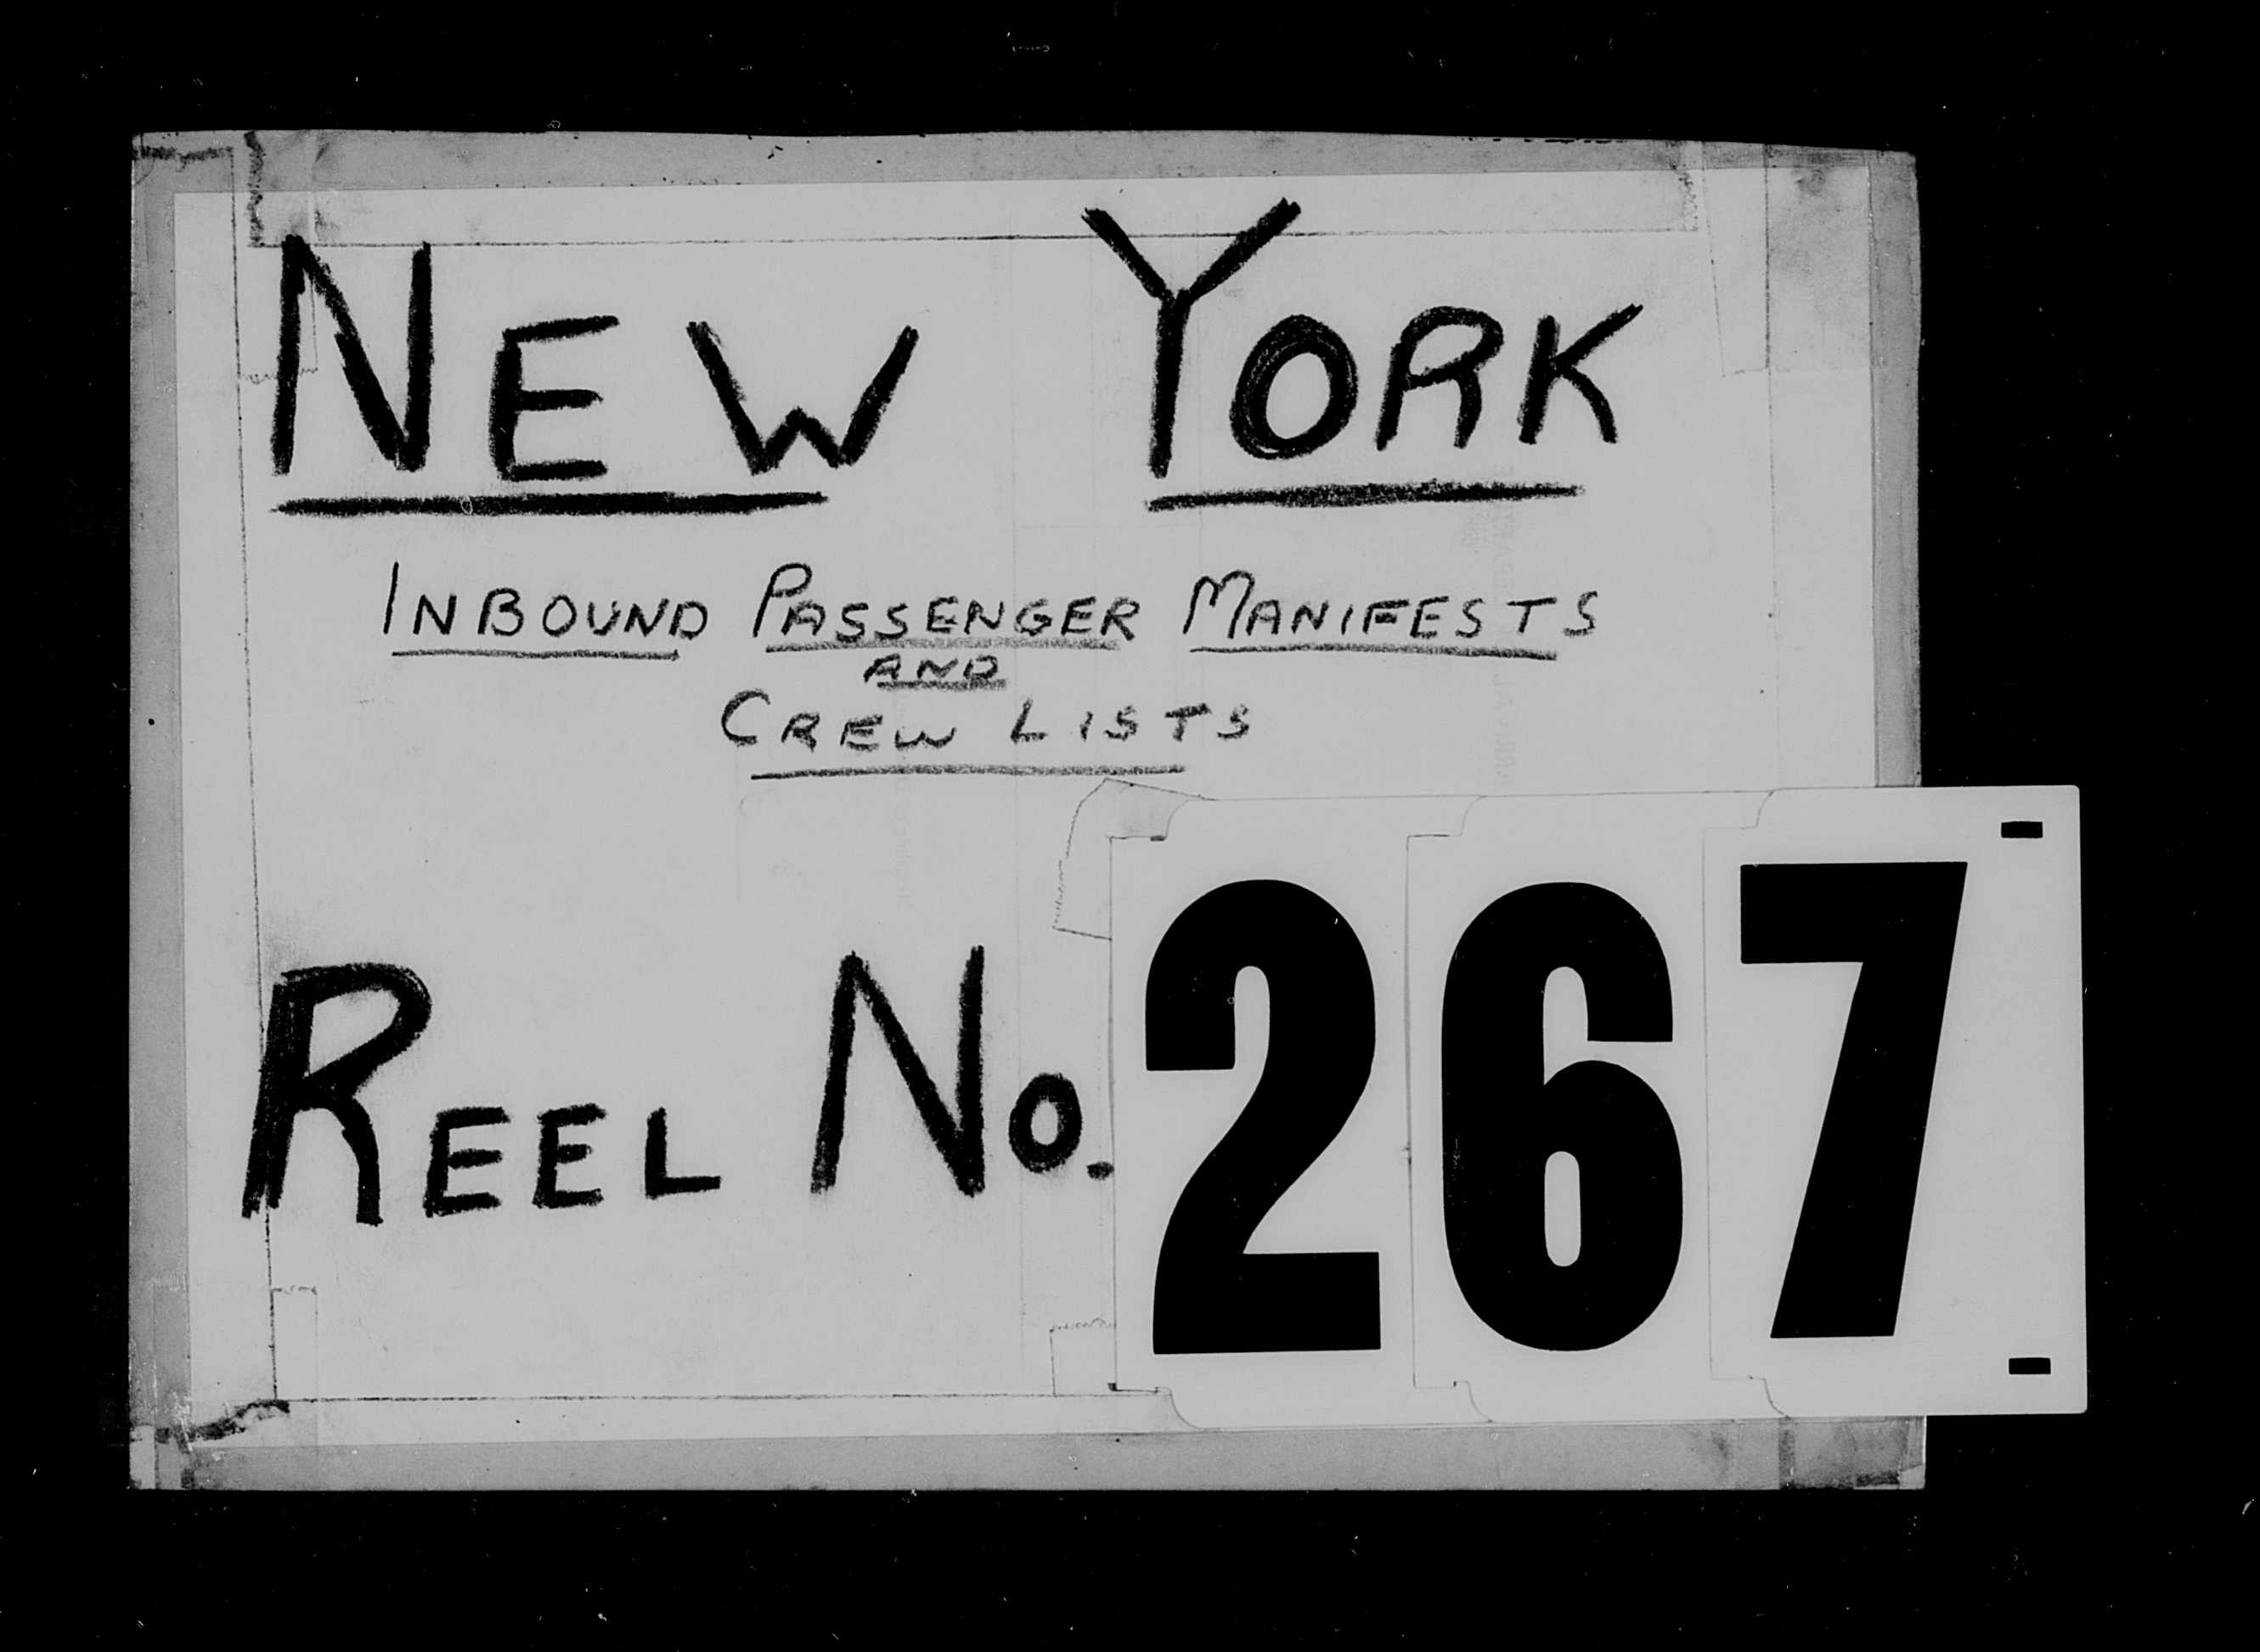 NEW YORK
INBOUND PASSENGER MANIFESTS
AND
CREW LISTS
REEL NO. 267